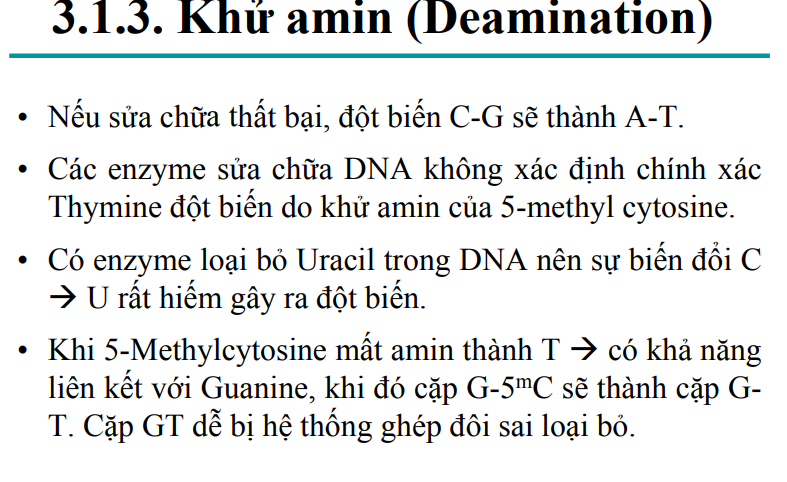 3.1.3. Khử amin (Deamination)
• Nếu sửa chữa thất bại, đột biến C-G sẽ thành A-T.
• Các enzyme sửa chữa DNA không xác định chính xác
Thymine đột biến do khử amin của 5-methyl cytosine.
• Có enzyme loại bỏ Uracil trong DNA nên sự biến đổi C
→ U rất hiếm gây ra đột biến.
• Khi 5-Methylcytosine mất amin thành T → có khả năng
liên kết với Guanine, khi đó cặp G-5ᵐC sẽ thành cặp G-
T. Cặp GT dễ bị hệ thống ghép đôi sai loại bỏ.